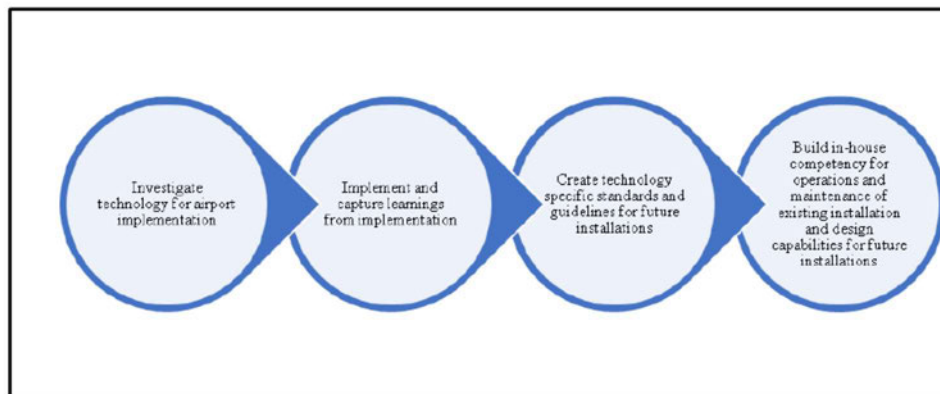 Investigate
technology for airport
implementation
Implement and
capture learnings
from implementation
Create technology
specific standards and
guidelines for future
installations
Build in-house
competency for
operations and
maintenance of
existing installation
and design
capabilities for future
installations